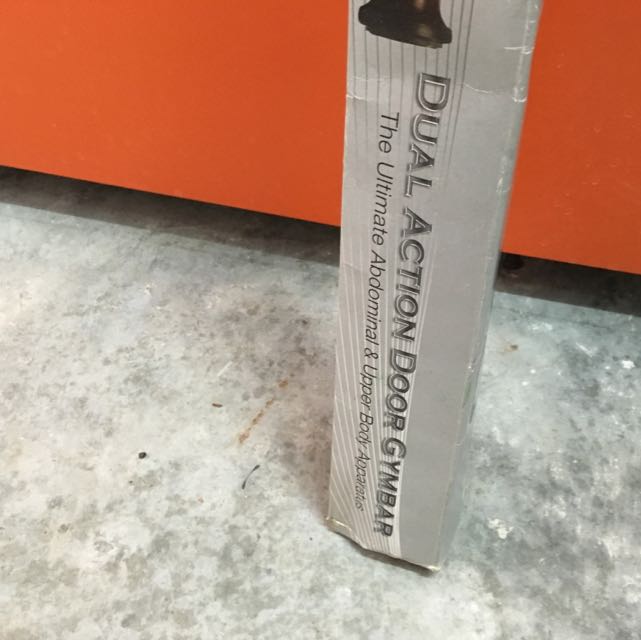 DUAL ACTION DOOR GYMBAR
The Ultimate Abdominal & Upper Body Apparatus